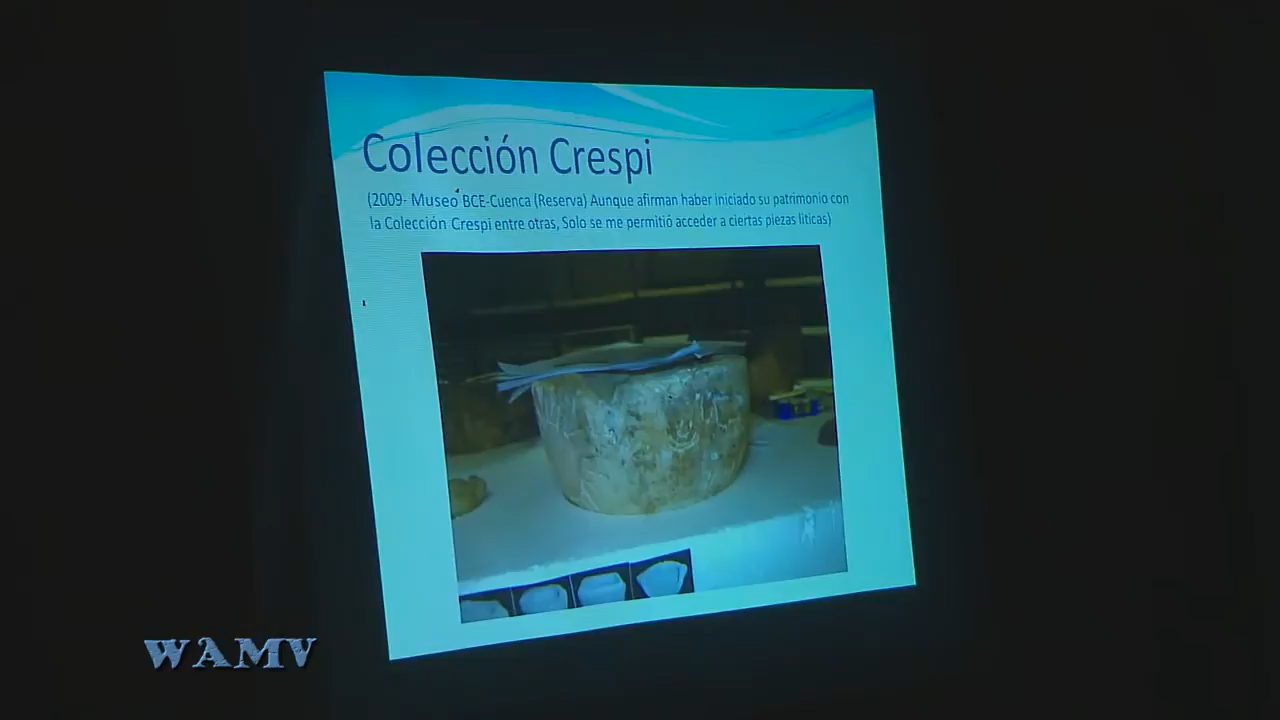 Colección Crespi
(2009- Museo BCE-Cuenca (Reserva) Aunque afirman haber iniciado su patrimonio con
la Colección Crespi entre otras, Solo se me permitió acceder a ciertas piezas líticas)
WAMV